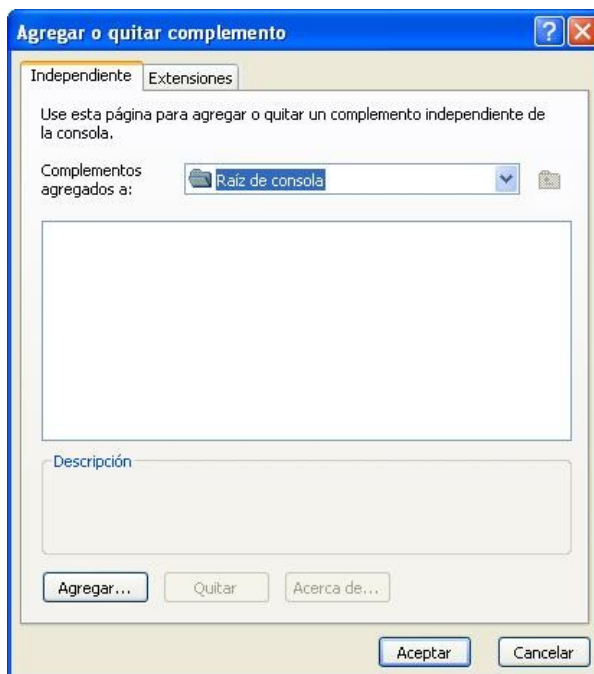 Agregar o quitar complemento
Independiente
Extensiones
Use esta página para agregar o quitar un complemento independiente de
la consola.
Complementos
agregados a:
Raíz de consola
Descripción
Agregar...
Quitar
Acerca de...
Aceptar
Cancelar